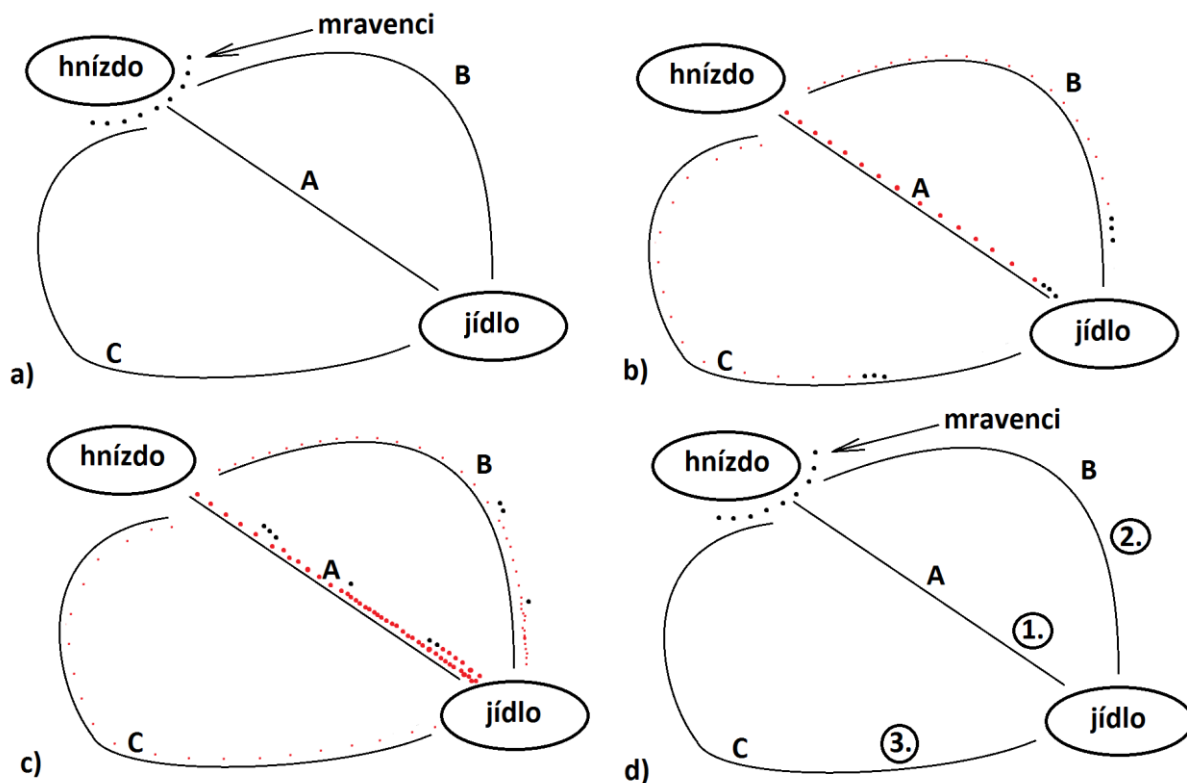 mravenci
hnízdo
B
A
jídlo
C
a)
hnízdo
B
A
jídlo
C
b)
hnízdo
B
A
jídlo
C
c)
mravenci
hnízdo
B
2.
A
1.
jídlo
C
3.
d)